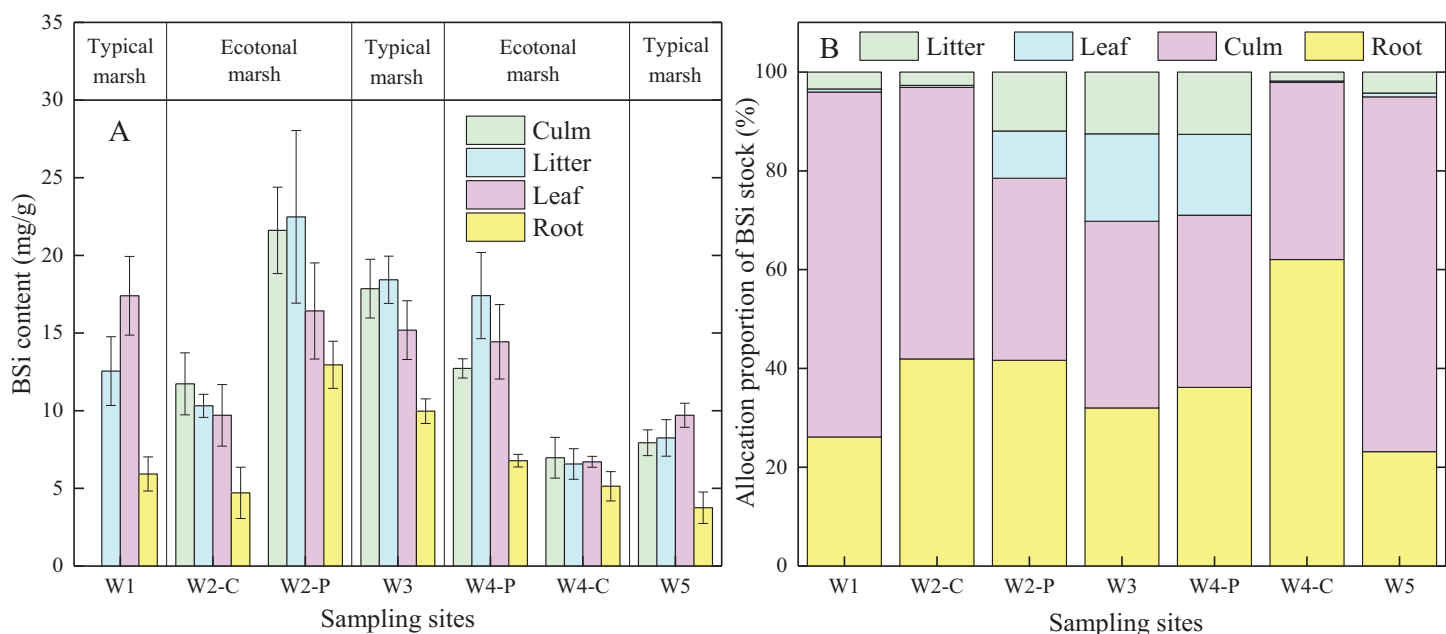 35
30
25
20
15
10
5
0
BSi content (mg/g)
Typical
marsh
Ecotonal
marsh
Typical
marsh
Ecotonal
marsh
Typical
marsh
A
Culm
Litter
Leaf
Root
W1 W2-C W2-P W3 W4-P W4-C W5
Sampling sites
B
Litter Leaf Culm Root
100
80
60
40
20
0
Allocation proportion of BSi stock (%)
W1 W2-C W2-P W3 W4-P W4-C W5
Sampling sites